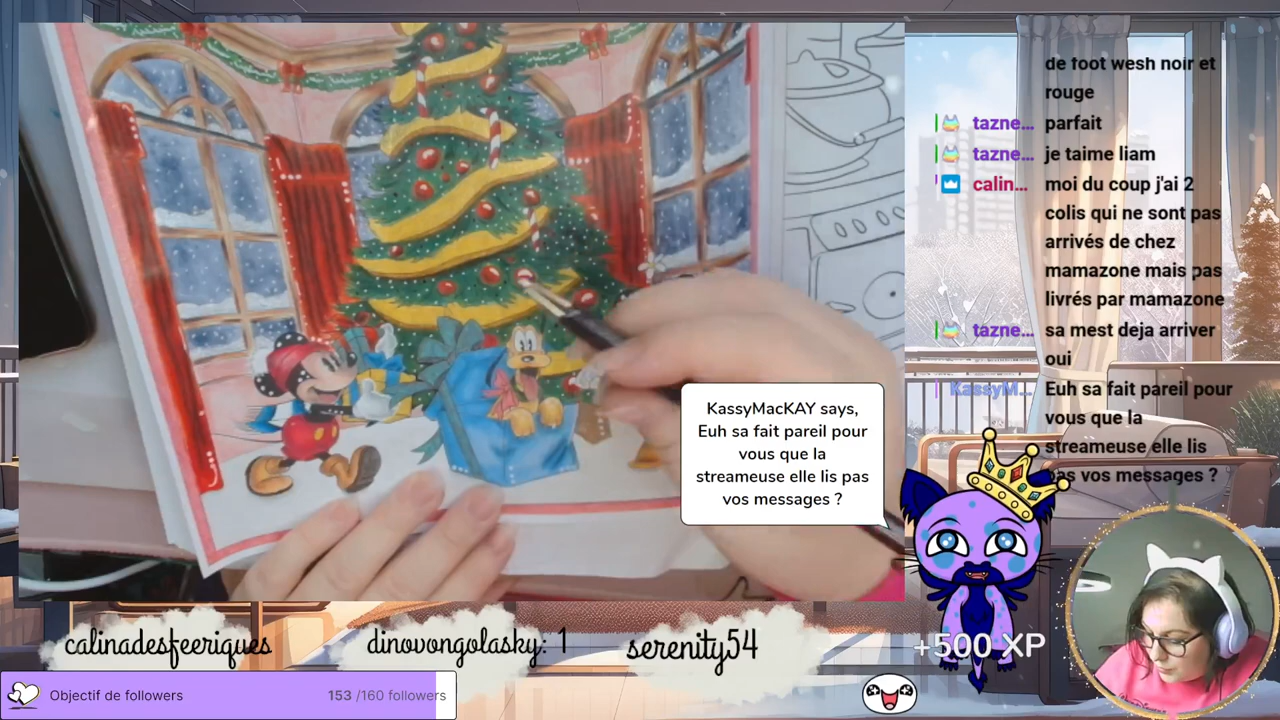 de foot wesh noir et
rouge
tazne... parfait
tazne... je taime liam
calin... moi du coup j'ai 2
colis qui ne sont pas
arrivés de chez
mamazone mais pas
livrés par mamazone
tazne... sa mest deja arriver
oui
KassyM... Euh sa fait pareil pour
vous que la
streameuse elle lis
pas vos messages ?
KassyMacKAY says,
Euh sa fait pareil pour
vous que la
streameuse elle lis pas
vos messages ?
+500 XP
calinadesfeeriques
dinovongolasky: 1
serenity54
Objectif de followers
153 /160 followers